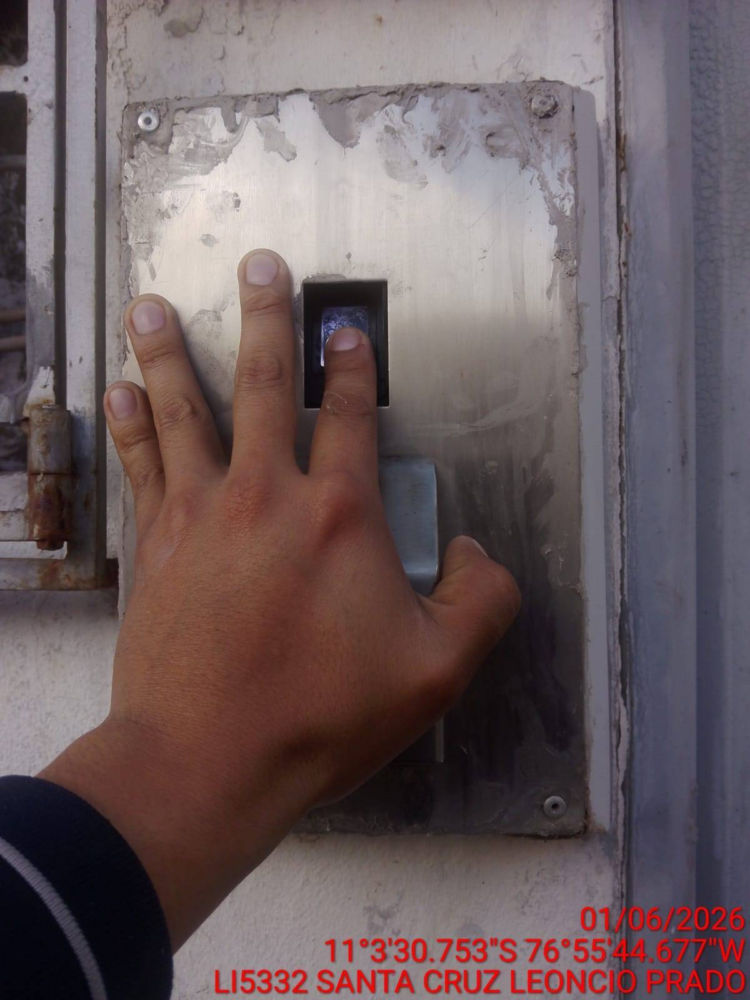 01/06/2026
11°3'30.753"S 76°55'44.677"W
LI5332 SANTA CRUZ LEONCIO PRADO